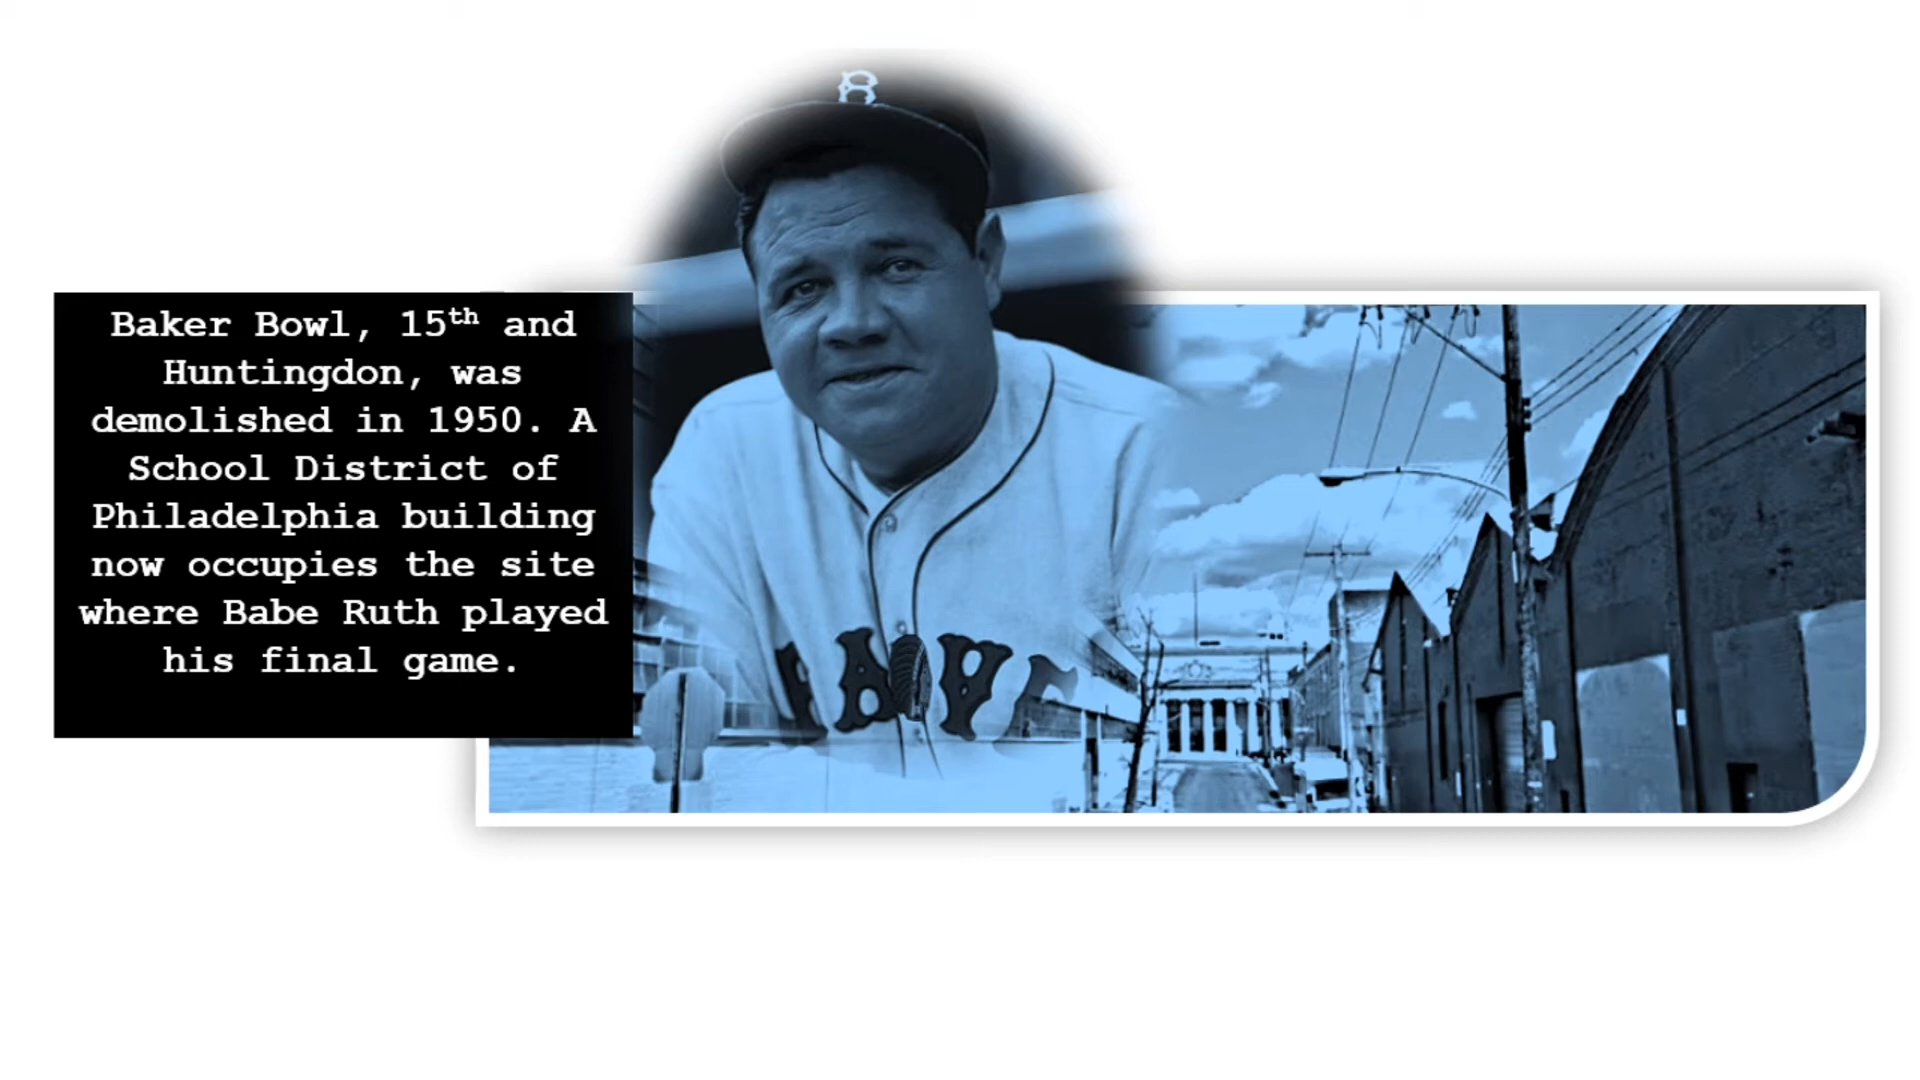 B
Baker Bowl, 15th and
Huntingdon, was
demolished in 1950. A
School District of
Philadelphia building
now occupies the site
where Babe Ruth played
his final game.